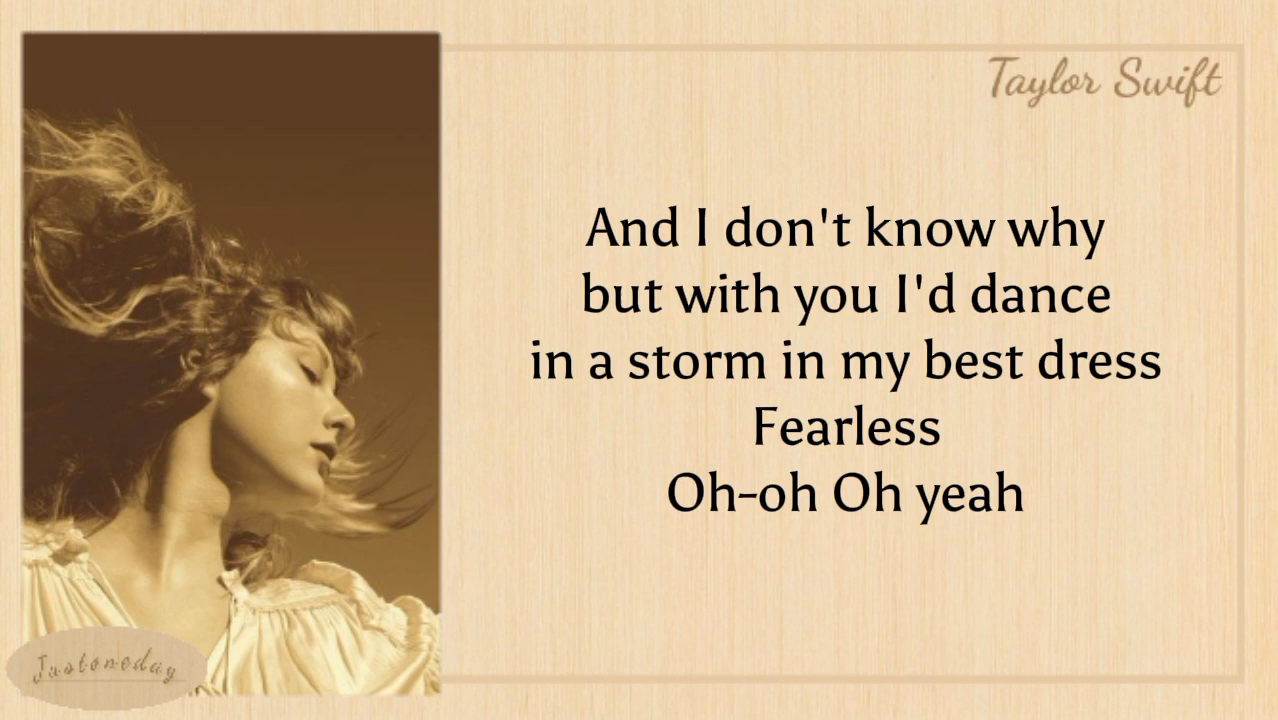 Taylor Swift
And I don't know why
but with you I'd dance
in a storm in my best dress
Fearless
Oh-oh Oh yeah
Justoneday